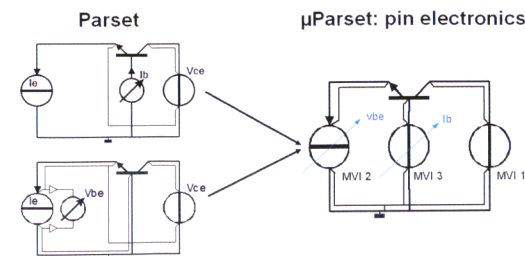 Parset
µParset: pin electronics
Ie
Ib
Vce
Ie
Vbe
Vce
vbe
Ib
MVI 2
MVI 3
MVI 1